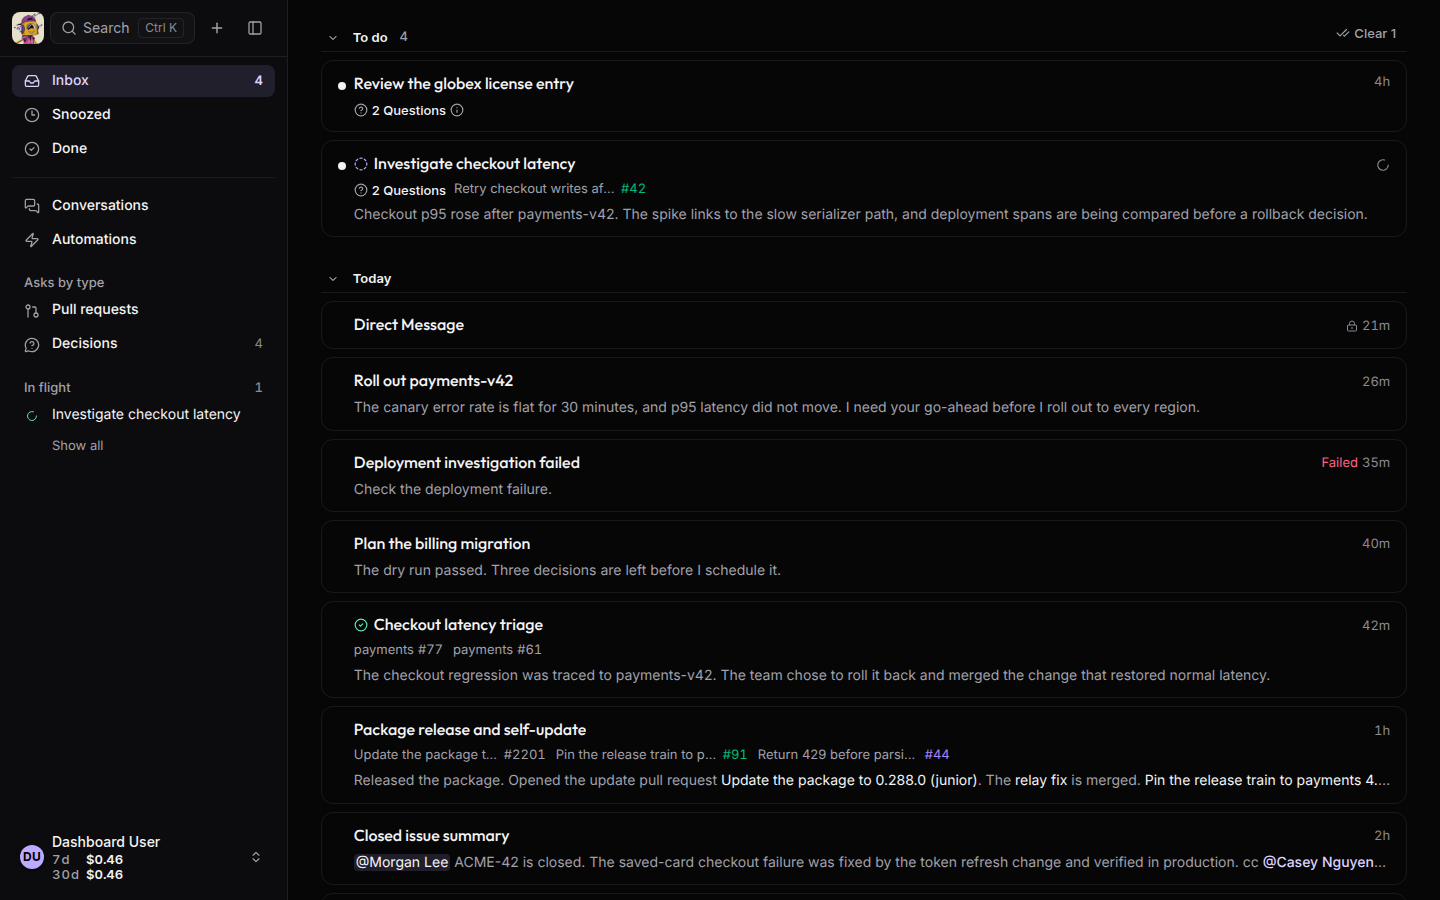 Search Ctrl K
Inbox 4
Snoozed
Done
Conversations
Automations
Asks by type
Pull requests
Decisions 4
In flight 1
Investigate checkout latency
Show all
DU Dashboard User
7d $0.46
30d $0.46
To do 4 Clear 1
Review the globex license entry 4h
2 Questions
Investigate checkout latency
2 Questions Retry checkout writes af... #42
Checkout p95 rose after payments-v42. The spike links to the slow serializer path, and deployment spans are being compared before a rollback decision.
Today
Direct Message 21m
Roll out payments-v42 26m
The canary error rate is flat for 30 minutes, and p95 latency did not move. I need your go-ahead before I roll out to every region.
Deployment investigation failed Failed 35m
Check the deployment failure.
Plan the billing migration 40m
The dry run passed. Three decisions are left before I schedule it.
Checkout latency triage 42m
payments #77 payments #61
The checkout regression was traced to payments-v42. The team chose to roll it back and merged the change that restored normal latency.
Package release and self-update 1h
Update the package t... #2201 Pin the release train to p... #91 Return 429 before parsi... #44
Released the package. Opened the update pull request Update the package to 0.288.0 (junior). The relay fix is merged. Pin the release train to payments 4....
Closed issue summary 2h
@Morgan Lee ACME-42 is closed. The saved-card checkout failure was fixed by the token refresh change and verified in production. cc @Casey Nguyen...